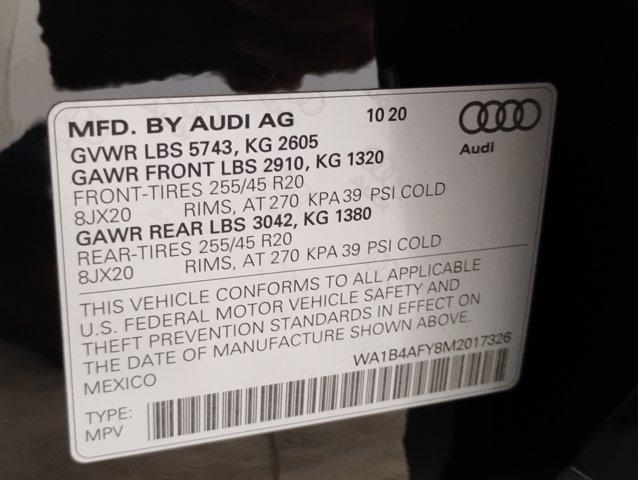 MFD. BY AUDI AG 10 20
Audi
GVWR LBS 5743, KG 2605
GAWR FRONT LBS 2910, KG 1320
FRONT-TIRES 255/45 R20
8JX20 RIMS, AT 270 KPA 39 PSI COLD
GAWR REAR LBS 3042, KG 1380
REAR-TIRES 255/45 R20
8JX20 RIMS, AT 270 KPA 39 PSI COLD
THIS VEHICLE CONFORMS TO ALL APPLICABLE
U.S. FEDERAL MOTOR VEHICLE SAFETY AND
THEFT PREVENTION STANDARDS IN EFFECT ON
THE DATE OF MANUFACTURE SHOWN ABOVE.
MEXICO WA1B4AFY8M2017326
TYPE:
MPV